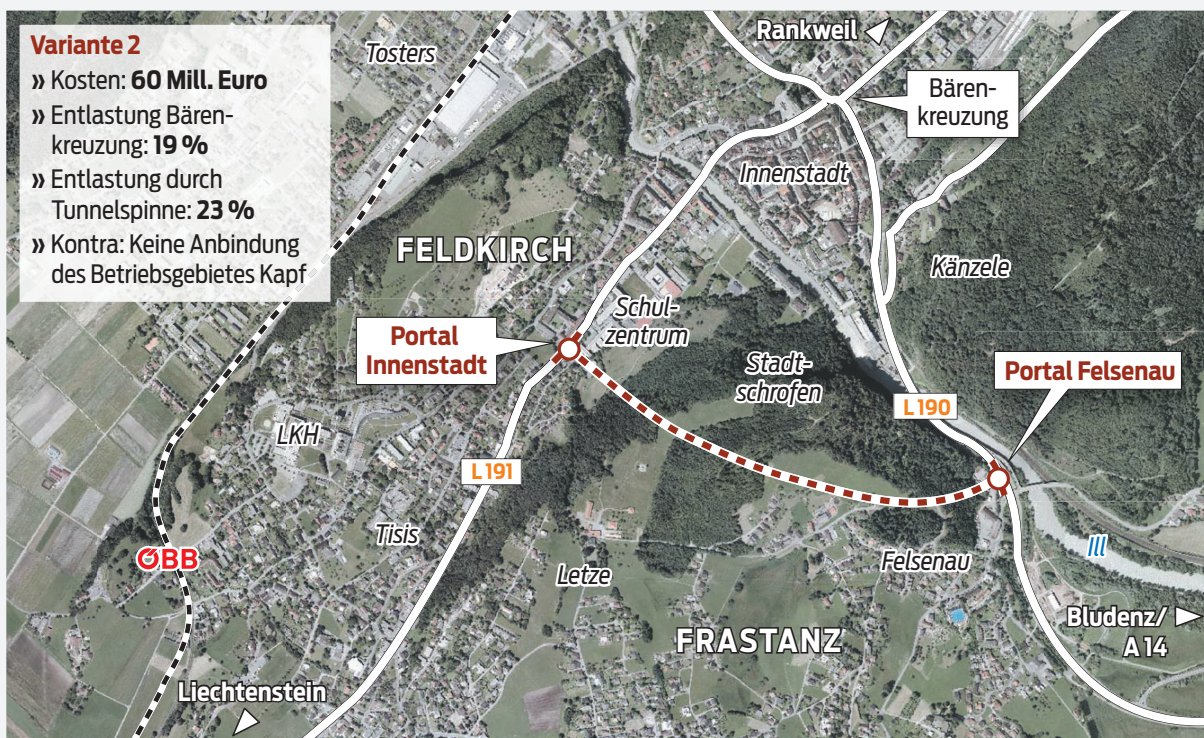 Variante 2
» Kosten: 60 Mill. Euro
» Entlastung Bären-
kreuzung: 19 %
» Entlastung durch
Tunnelspinne: 23 %
» Kontra: Keine Anbindung
des Betriebsgebietes Kapf
Tosters
Rankweil
Bären-
kreuzung
Innenstadt
FELDKIRCH
Känzele
Schul-
zentrum
Portal
Innenstadt
Stadt-
schrofen
Portal Felsenau
L 190
LKH
L 191
Tisis
ÖBB
Letze
Felsenau
Ill
FRASTANZ
Bludenz/
A 14
Liechtenstein